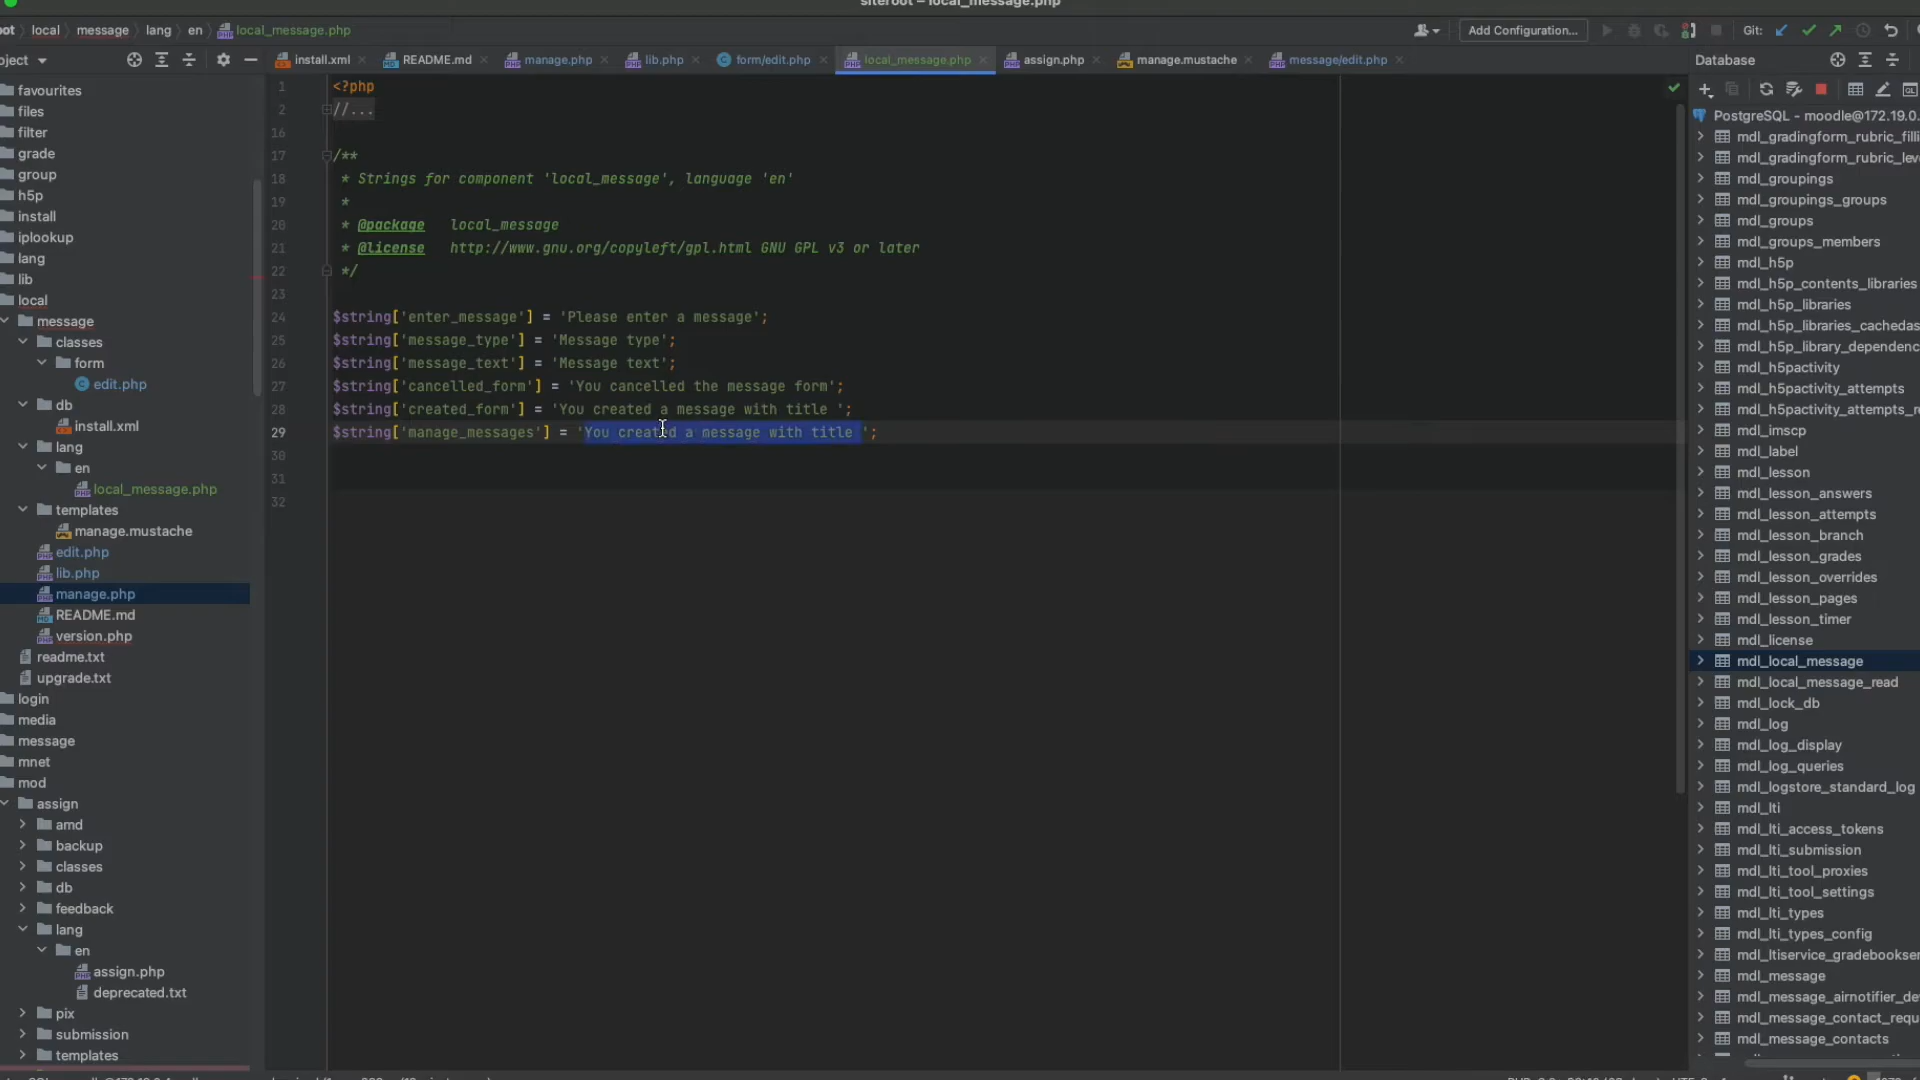 siteroot – local_message.php
oot local message lang en local_message.php
Add Configuration...
Git:
oject
install.xml
README.md
manage.php
lib.php
form/edit.php
local_message.php
assign.php
manage.mustache
message/edit.php
Database
favourites
files
filter
grade
group
h5p
install
iplookup
lang
lib
local
message
classes
form
edit.php
db
install.xml
lang
en
local_message.php
templates
manage.mustache
edit.php
lib.php
manage.php
README.md
version.php
readme.txt
upgrade.txt
login
media
message
mnet
mod
assign
amd
backup
classes
db
feedback
lang
en
assign.php
deprecated.txt
pix
submission
templates
1 <?php
2 //...
16
17 /**
18 * Strings for component 'local_message', language 'en'
19 *
20 * @package local_message
21 * @license http://www.gnu.org/copyleft/gpl.html GNU GPL v3 or later
22 */
23
24 $string['enter_message'] = 'Please enter a message';
25 $string['message_type'] = 'Message type';
26 $string['message_text'] = 'Message text';
27 $string['cancelled_form'] = 'You cancelled the message form';
28 $string['created_form'] = 'You created a message with title ';
29 $string['manage_messages'] = 'You created a message with title ';
30
31
32
PostgreSQL - moodle@172.19.0.
mdl_gradingform_rubric_filli
mdl_gradingform_rubric_leve
mdl_groupings
mdl_groupings_groups
mdl_groups
mdl_groups_members
mdl_h5p
mdl_h5p_contents_libraries
mdl_h5p_libraries
mdl_h5p_libraries_cachedas
mdl_h5p_library_dependenc
mdl_h5pactivity
mdl_h5pactivity_attempts
mdl_h5pactivity_attempts_r
mdl_imscp
mdl_label
mdl_lesson
mdl_lesson_answers
mdl_lesson_attempts
mdl_lesson_branch
mdl_lesson_grades
mdl_lesson_overrides
mdl_lesson_pages
mdl_lesson_timer
mdl_license
mdl_local_message
mdl_local_message_read
mdl_lock_db
mdl_log
mdl_log_display
mdl_log_queries
mdl_logstore_standard_log
mdl_lti
mdl_lti_access_tokens
mdl_lti_submission
mdl_lti_tool_proxies
mdl_lti_tool_settings
mdl_lti_types
mdl_lti_types_config
mdl_ltiservice_gradebookser
mdl_message
mdl_message_airnotifier_de
mdl_message_contact_requ
mdl_message_contacts